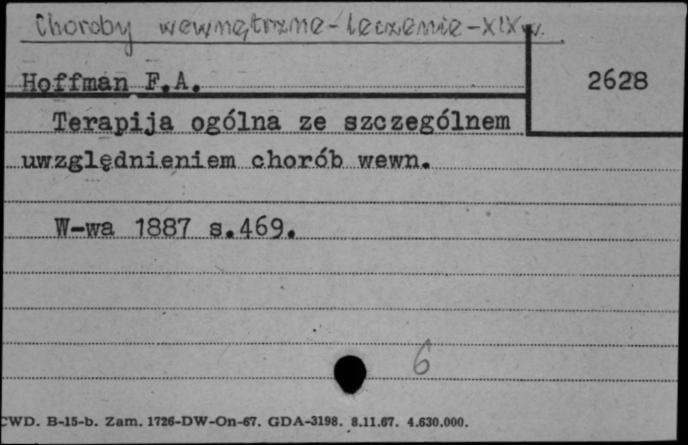 Choroby wewnętrzne - leczenie - XIX w.
Hoffman F.A.
2628
Terapija ogólna ze szczególnem
uwzględnieniem chorób wewn.
W-wa 1887 s.469.
6
CWD. B-15-b. Zam. 1726-DW-On-67. GDA-3198. 8.11.67. 4.630.000.